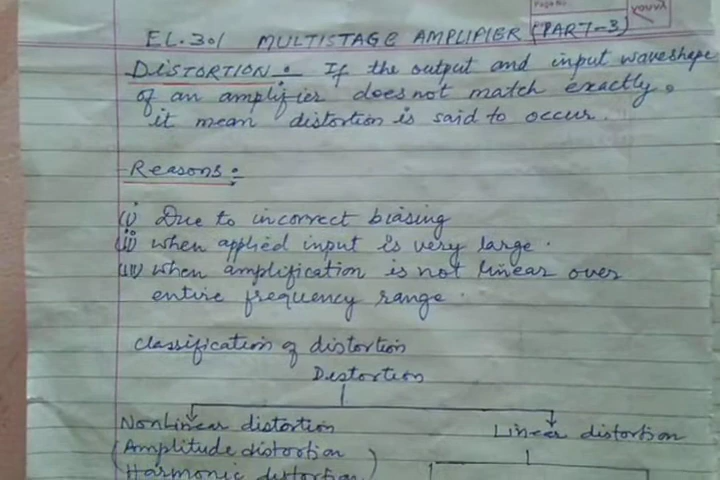 EL.301 MULTISTAGE AMPLIPIER (PART-3)
DISTORTION : If the output and input waveshape
of an amplifier does not match exactly.
it mean distortion is said to occur.
Reasons :
(i) Due to incorrect biasing
(ii) when applied input is very large.
(iii) when amplification is not linear over
entire frequency range.
Classification of distortion
Distortion
Nonlinear distortion
Linear distortion
(Amplitude distortion
Harmonic distortion)